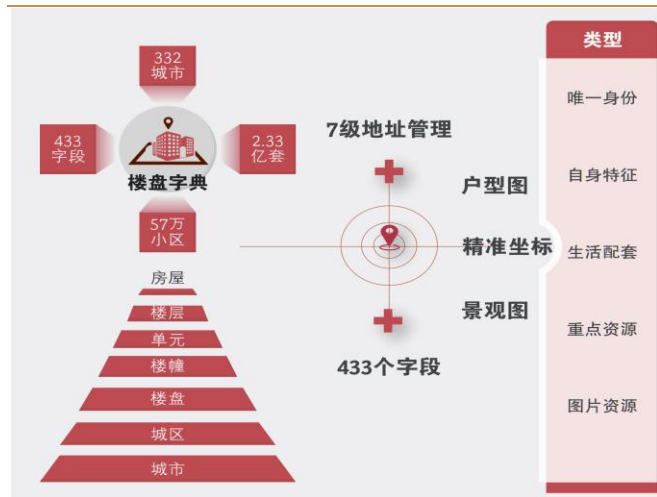 332
城市
433
字段
2.33
亿套
楼盘字典
57万
小区
房屋
楼层
单元
楼幢
楼盘
城区
城市
7级地址管理
户型图
精准坐标
景观图
433个字段
类型
唯一身份
自身特征
生活配套
重点资源
图片资源